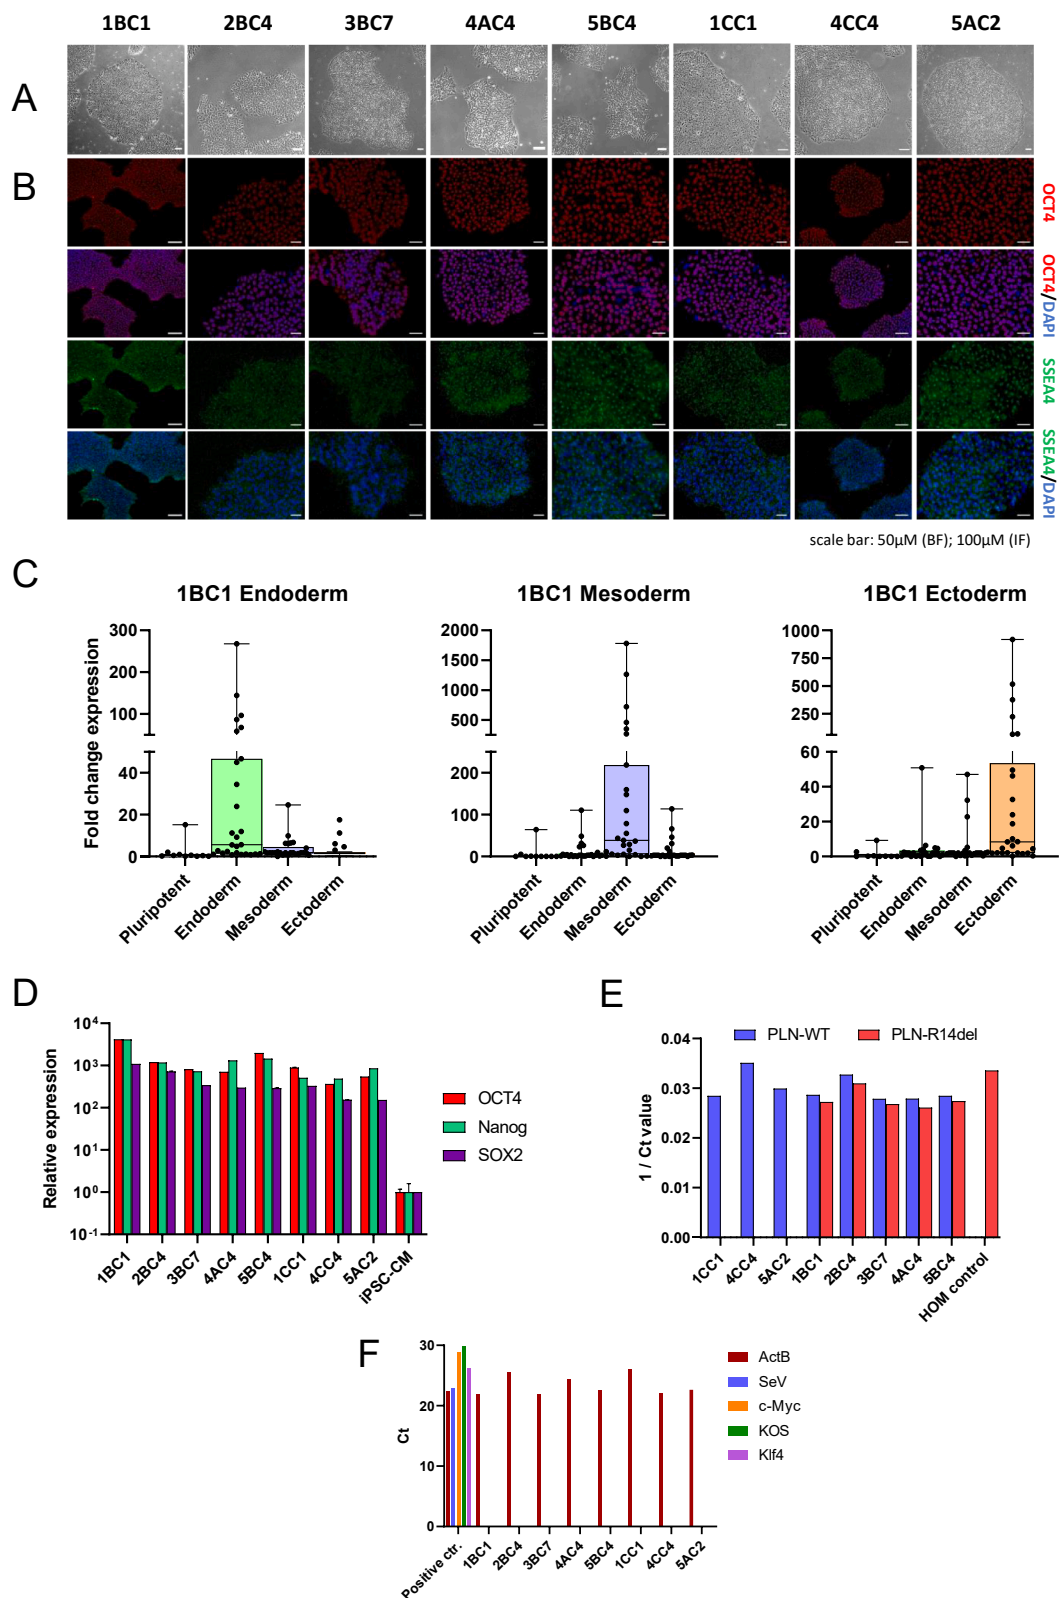 1BC1 2BC4 3BC7 4AC4 5BC4 1CC1 4CC4 5AC2
A
B
OCT4
OCT4/DAPI
SSEA4
SSEA4/DAPI
scale bar: 50µM (BF); 100µM (IF)
C
1BC1 Endoderm
Fold change expression
300
200
100
40
20
0
Pluripotent
Endoderm
Mesoderm
Ectoderm
1BC1 Mesoderm
2000
1500
1000
500
200
100
0
Pluripotent
Endoderm
Mesoderm
Ectoderm
1BC1 Ectoderm
1000
750
500
250
60
40
20
0
Pluripotent
Endoderm
Mesoderm
Ectoderm
D
Relative expression
10⁴
10³
10²
10¹
10⁰
10⁻¹
1BC1
2BC4
3BC7
4AC4
5BC4
1CC1
4CC4
5AC2
iPSC-CM
OCT4
Nanog
SOX2
E
PLN-WT PLN-R14del
1 / Ct value
0.04
0.03
0.02
0.01
0.00
1CC1
4CC4
5AC2
1BC1
2BC4
3BC7
4AC4
5BC4
HOM control
F
Ct
30
20
10
0
Positive ctr.
1BC1
2BC4
3BC7
4AC4
5BC4
1CC1
4CC4
5AC2
ActB
SeV
c-Myc
KOS
Klf4